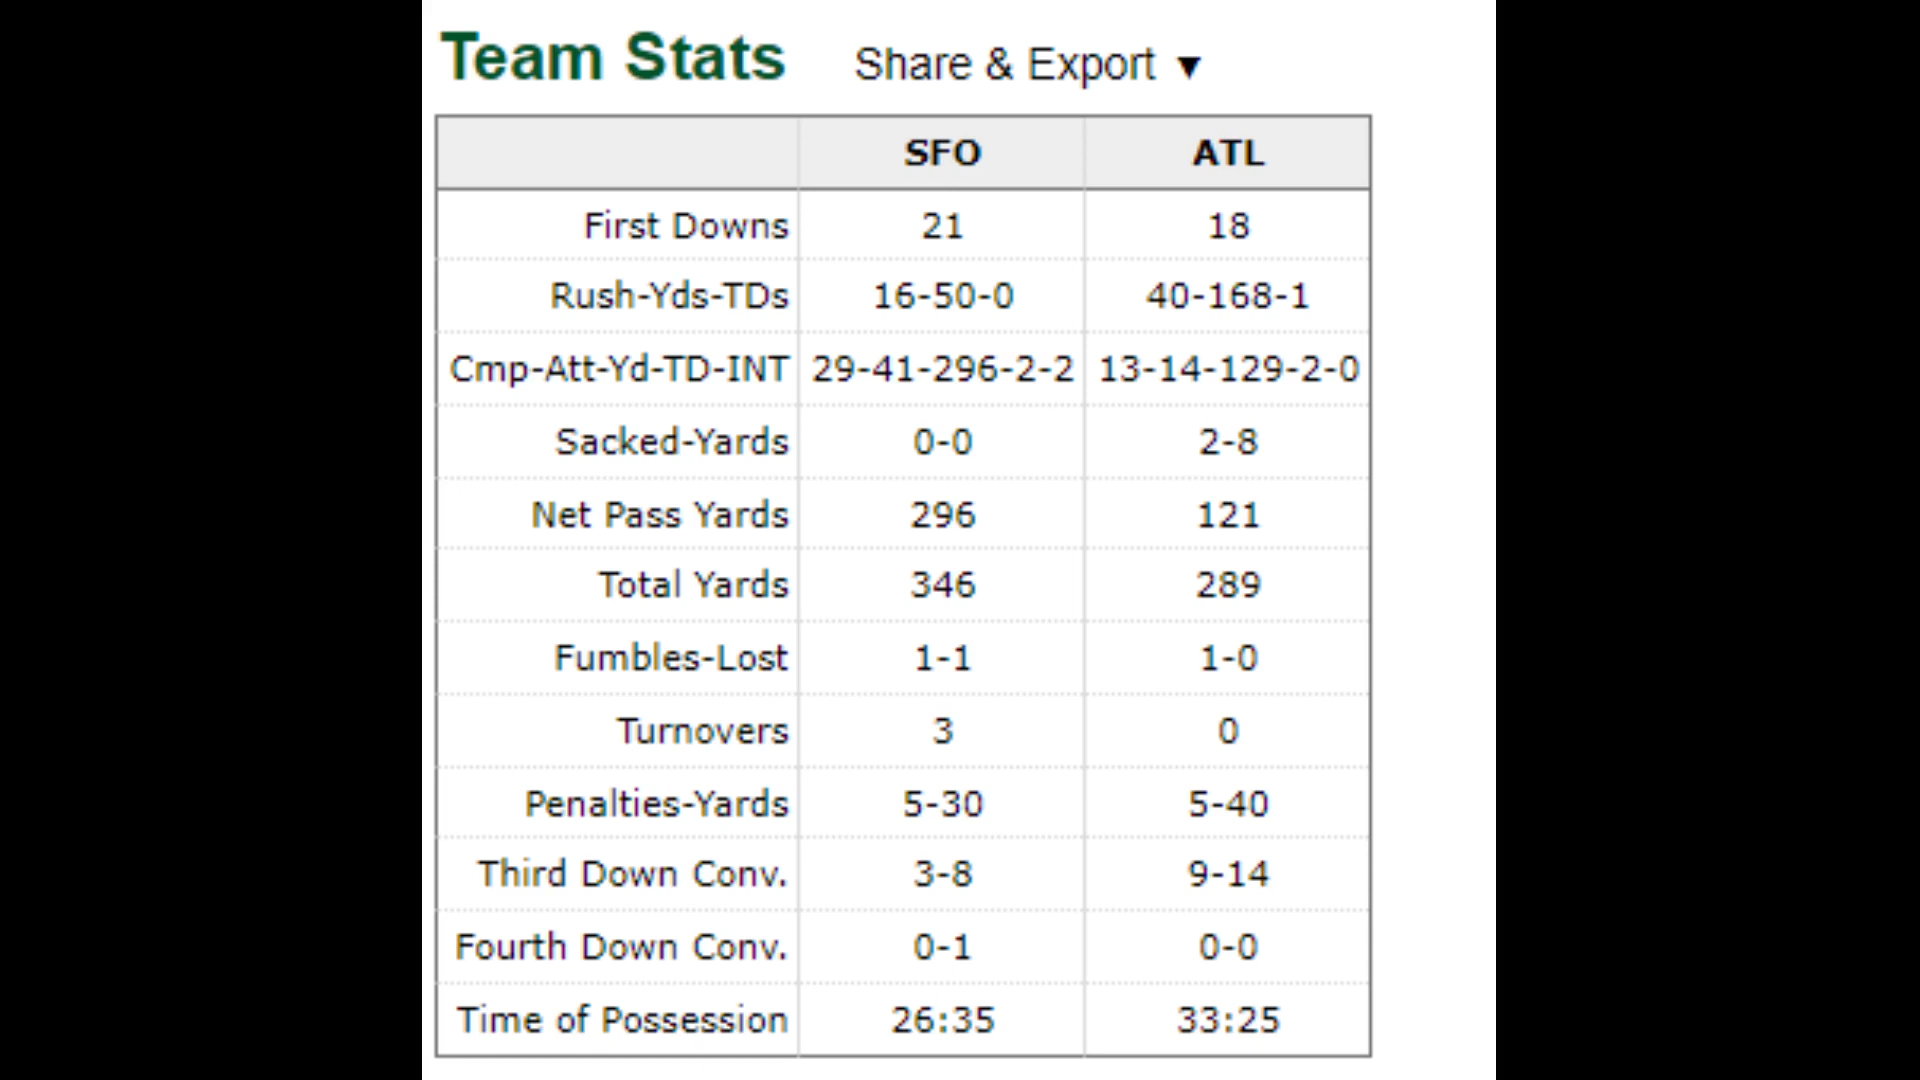 Team Stats Share & Export ▼
SFO ATL
First Downs 21 18
Rush-Yds-TDs 16-50-0 40-168-1
Cmp-Att-Yd-TD-INT 29-41-296-2-2 13-14-129-2-0
Sacked-Yards 0-0 2-8
Net Pass Yards 296 121
Total Yards 346 289
Fumbles-Lost 1-1 1-0
Turnovers 3 0
Penalties-Yards 5-30 5-40
Third Down Conv. 3-8 9-14
Fourth Down Conv. 0-1 0-0
Time of Possession 26:35 33:25